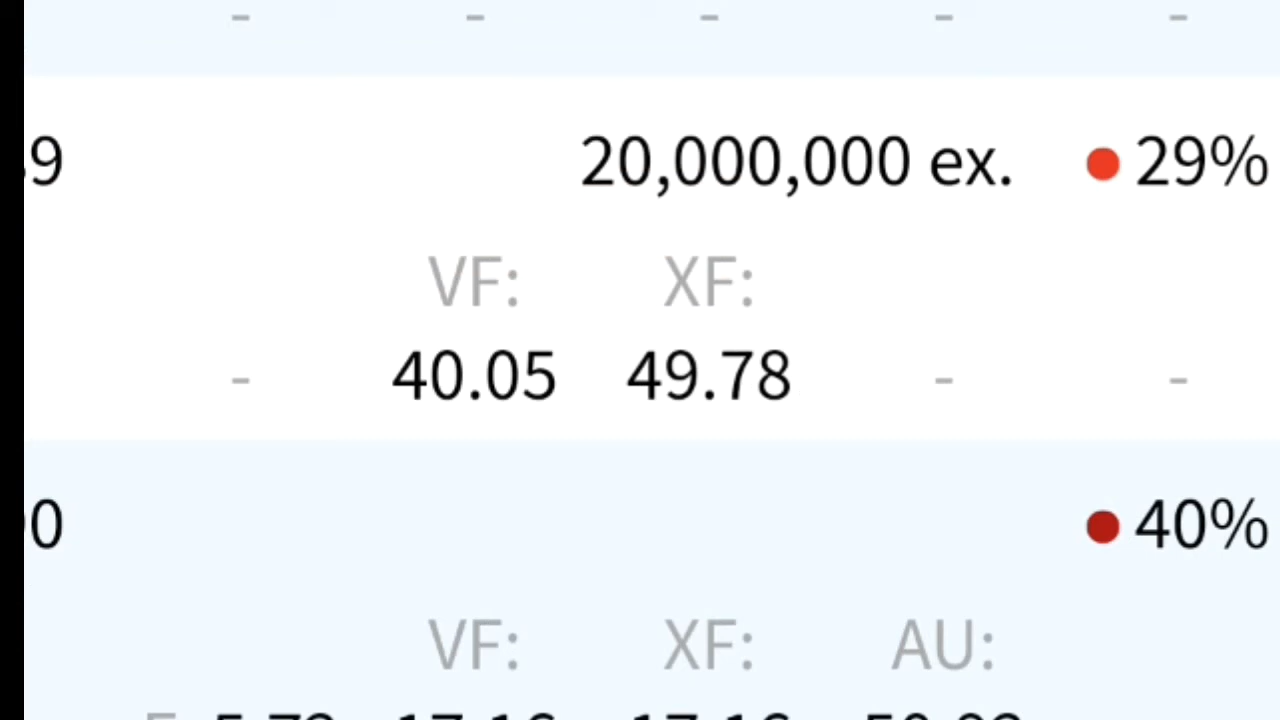 - - - - -
9 20,000,000 ex. 29%
VF: XF:
- 40.05 49.78 - -
0 40%
VF: XF: AU: